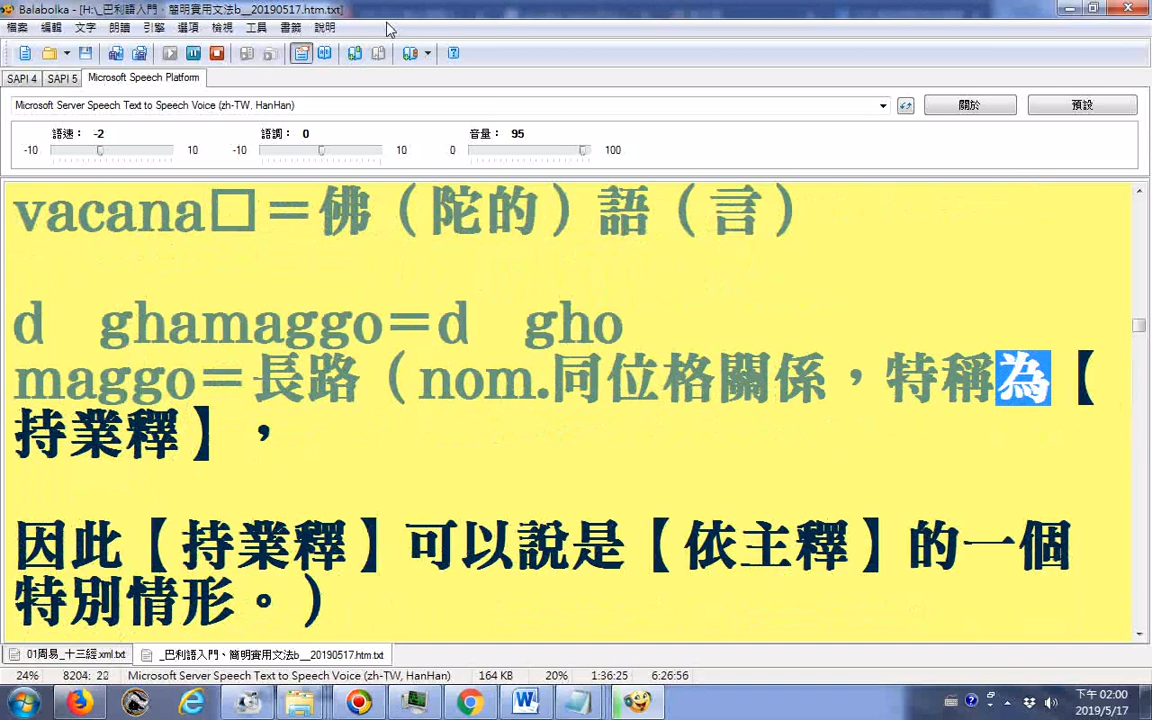 Balabolka - [H:\_巴利語入門、簡明實用文法b__20190517.htm.txt]
檔案 編輯 文字 朗讀 引擎 選項 檢視 工具 書籤 說明
SAPI 4 SAPI 5 Microsoft Speech Platform
Microsoft Server Speech Text to Speech Voice (zh-TW, HanHan) 關於 預設
語速： -2 語調： 0 音量： 95
-10 10 -10 10 0 100
vacana□＝佛（陀的）語（言）
d ghamaggo＝d gho
maggo＝長路（nom.同位格關係，特稱為【
持業釋】，
因此【持業釋】可以說是【依主釋】的一個
特別情形。）
01周易_十三經.xml.txt _巴利語入門、簡明實用文法b__20190517.htm.txt
24% 8204: 22 Microsoft Server Speech Text to Speech Voice (zh-TW, HanHan) 164 KB 20% 1:36:25 6:26:56
下午 02:00
2019/5/17